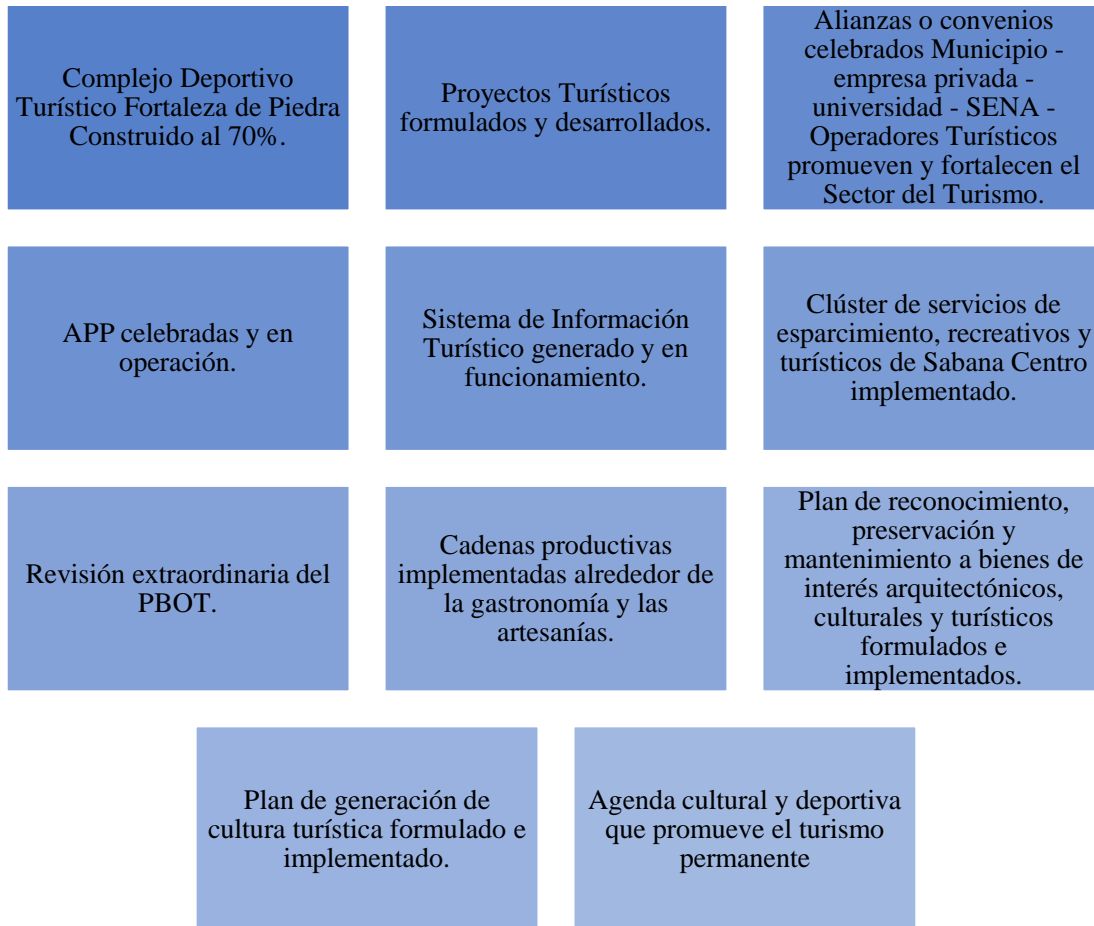 Complejo Deportivo
Turístico Fortaleza de Piedra
Construido al 70%.
Proyectos Turísticos
formulados y desarrollados.
Alianzas o convenios
celebrados Municipio -
empresa privada -
universidad - SENA -
Operadores Turísticos
promueven y fortalecen el
Sector del Turismo.
APP celebradas y en
operación.
Sistema de Información
Turístico generado y en
funcionamiento.
Clúster de servicios de
esparcimiento, recreativos y
turísticos de Sabana Centro
implementado.
Revisión extraordinaria del
PBOT.
Cadenas productivas
implementadas alrededor de
la gastronomía y las
artesanías.
Plan de reconocimiento,
preservación y
mantenimiento a bienes de
interés arquitectónicos,
culturales y turísticos
formulados e
implementados.
Plan de generación de
cultura turística formulado e
implementado.
Agenda cultural y deportiva
que promueve el turismo
permanente